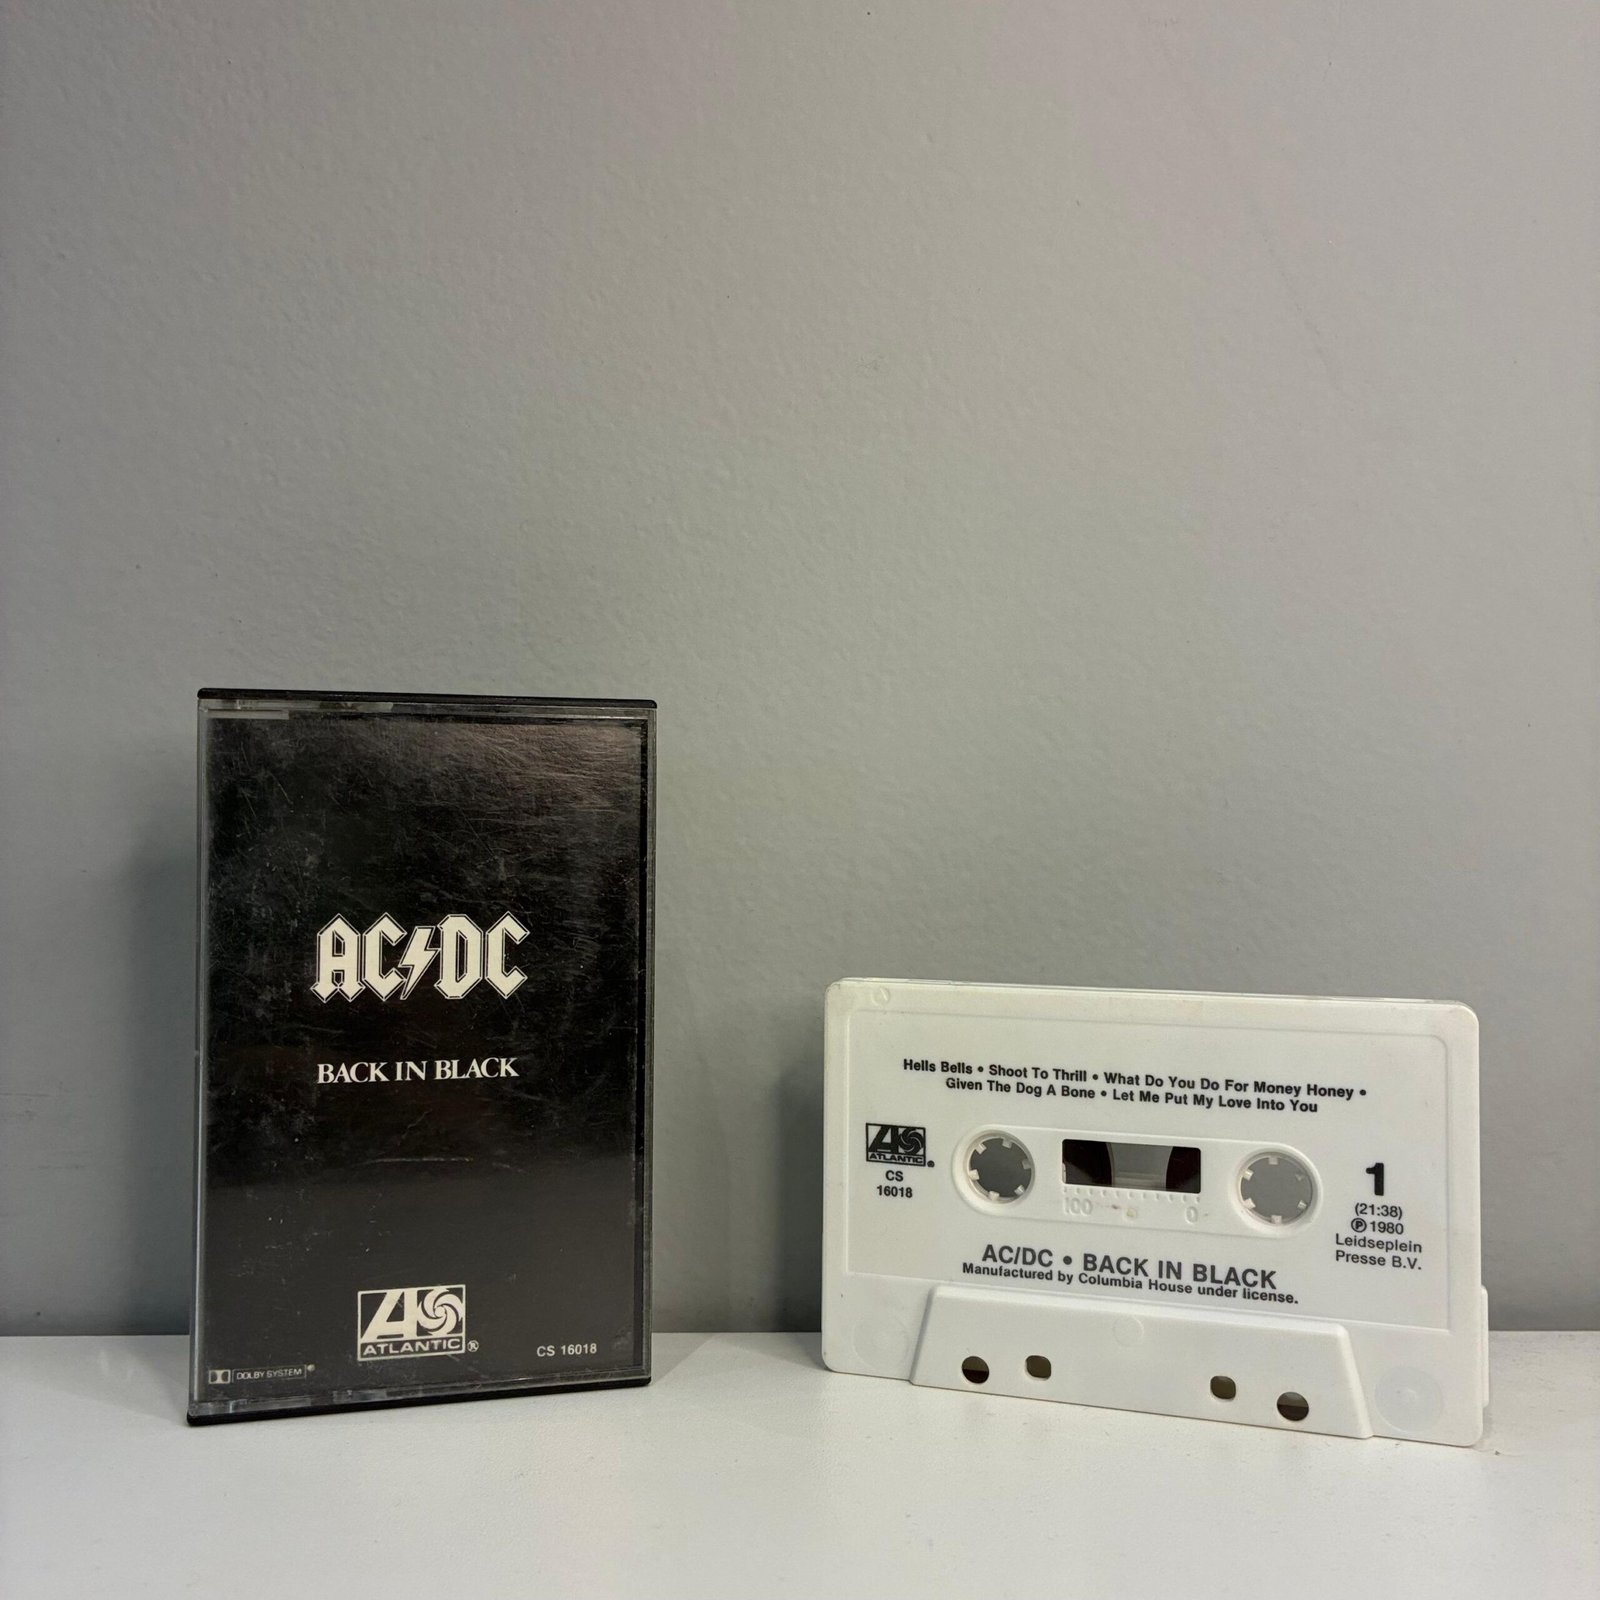 AC/DC
BACK IN BLACK
ATLANTIC®
CS 16018
DOLBY SYSTEM®
Hells Bells • Shoot To Thrill • What Do You Do For Money Honey •
Given The Dog A Bone • Let Me Put My Love Into You
ATLANTIC®
CS
16018
100 0
1
(21:38)
℗ 1980
Leidseplein
Presse B.V.
AC/DC • BACK IN BLACK
Manufactured by Columbia House under license.